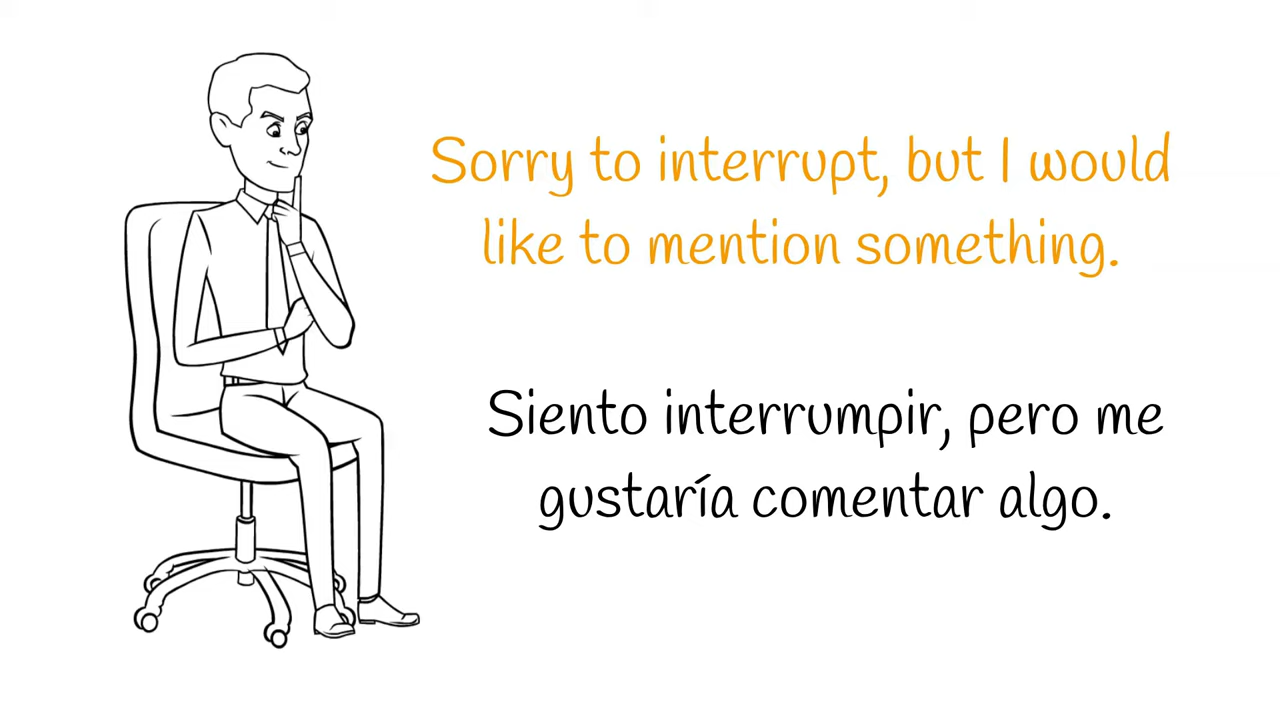 Sorry to interrupt, but I would
like to mention something.
Siento interrumpir, pero me
gustaría comentar algo.